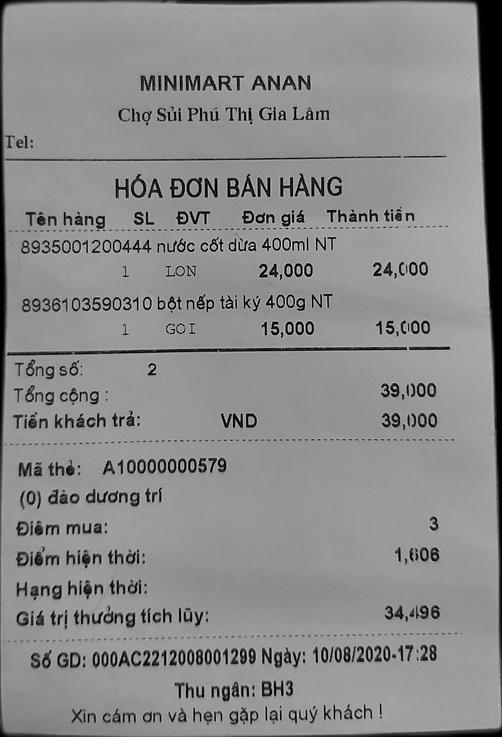 MINIMART ANAN
Chợ Sủi Phú Thị Gia Lâm
Tel:
HÓA ĐƠN BÁN HÀNG
Tên hàng SL ĐVT Đơn giá Thành tiền
8935001200444 nước cốt dừa 400ml NT
1 LON 24,000 24,000
8936103590310 bột nếp tài ký 400g NT
1 GOI 15,000 15,000
Tổng số: 2
Tổng cộng : 39,000
Tiền khách trả: VND 39,000
Mã thẻ: A10000000579
(0) đào dương trí
Điểm mua: 3
Điểm hiện thời: 1,606
Hạng hiện thời:
Giá trị thưởng tích lũy: 34,496
Số GD: 000AC2212008001299 Ngày: 10/08/2020-17:28
Thu ngân: BH3
Xin cám ơn và hẹn gặp lại quý khách !